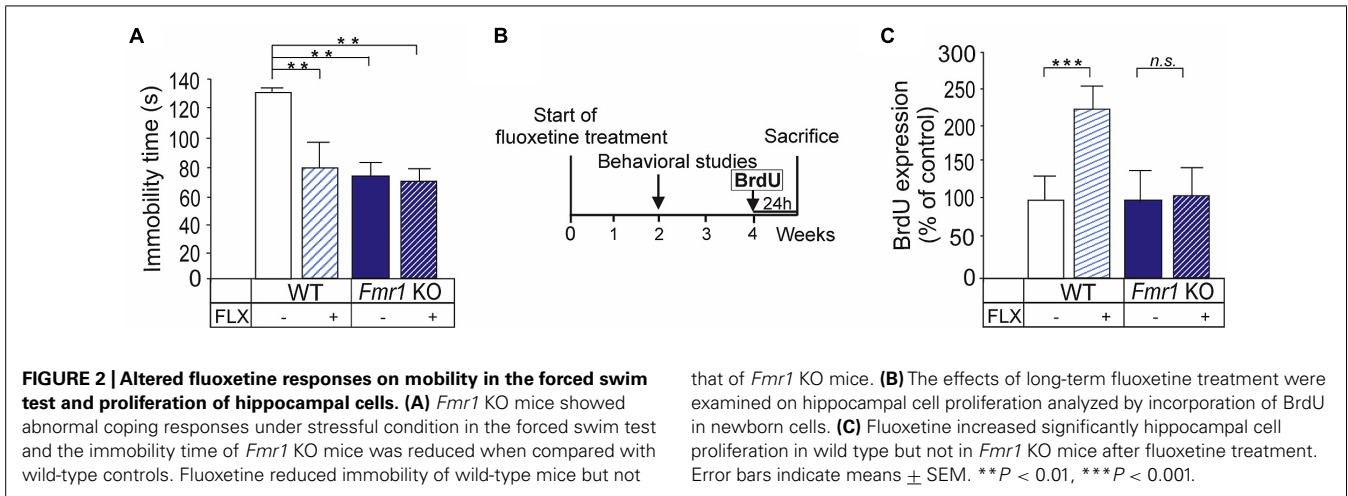 A
Immobility time (s)
140
120
100
80
60
40
20
0
**
**
**
WT
Fmr1 KO
FLX
-
+
-
+
B
Start of
fluoxetine treatment
Behavioral studies
Sacrifice
BrdU
24h
0 1 2 3 4 Weeks
C
BrdU expression
(% of control)
300
250
200
150
100
50
0
***
n.s.
WT
Fmr1 KO
FLX
-
+
-
+
FIGURE 2 | Altered fluoxetine responses on mobility in the forced swim
test and proliferation of hippocampal cells. (A) Fmr1 KO mice showed
abnormal coping responses under stressful condition in the forced swim test
and the immobility time of Fmr1 KO mice was reduced when compared with
wild-type controls. Fluoxetine reduced immobility of wild-type mice but not
that of Fmr1 KO mice. (B) The effects of long-term fluoxetine treatment were
examined on hippocampal cell proliferation analyzed by incorporation of BrdU
in newborn cells. (C) Fluoxetine increased significantly hippocampal cell
proliferation in wild type but not in Fmr1 KO mice after fluoxetine treatment.
Error bars indicate means ± SEM. **P < 0.01, ***P < 0.001.